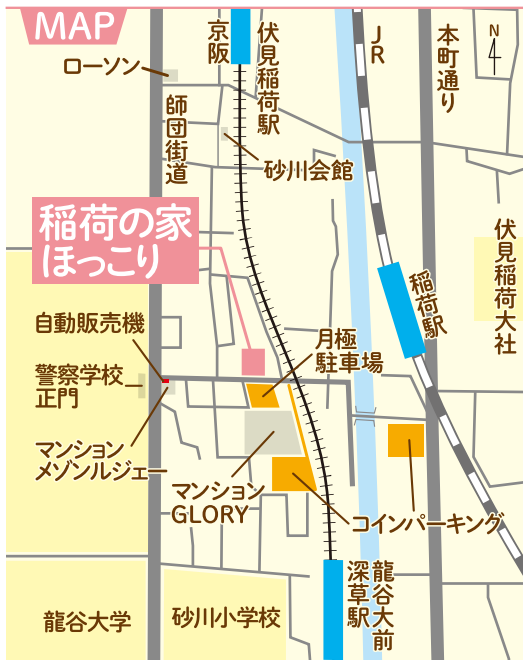 MAP
京阪
伏見稲荷駅
JR
本町通り
N
ローソン
師団街道
砂川会館
稲荷の家
ほっこり
伏見稲荷大社
稲荷駅
自動販売機
月極
駐車場
警察学校
正門
マンション
メゾンルジェー
マンション
GLORY
コインパーキング
龍谷大前
深草駅
龍谷大学
砂川小学校